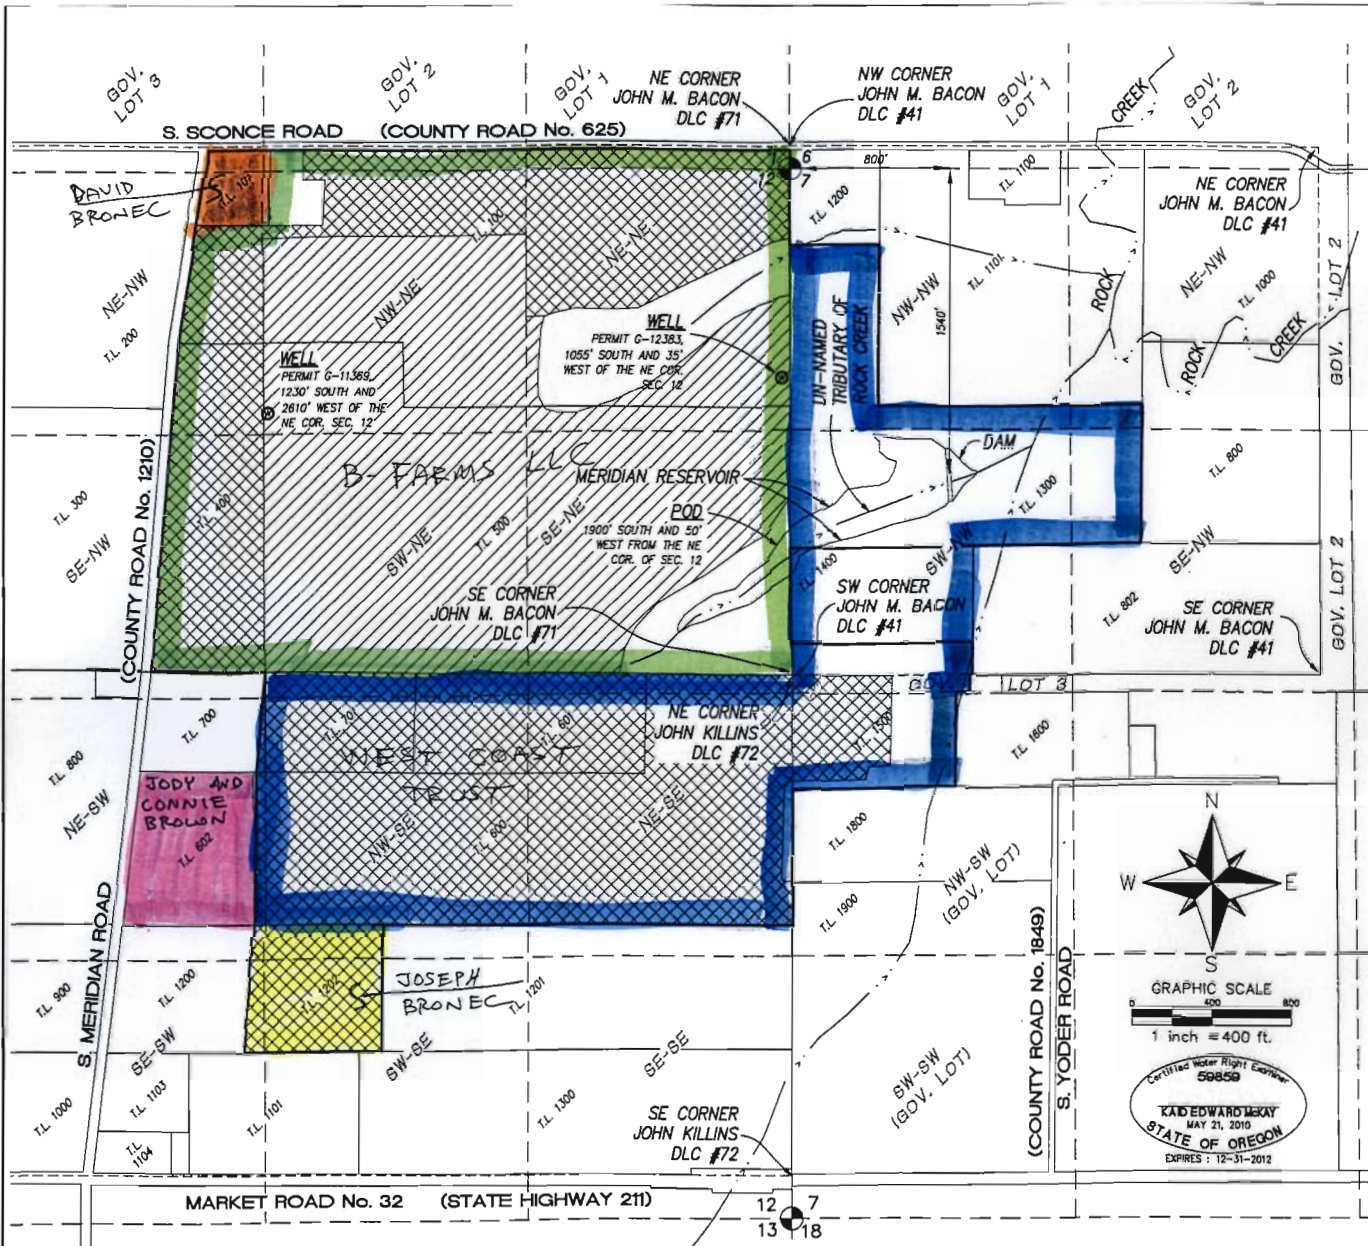 GOV.
LOT 3
GOV.
LOT 2
GOV.
LOT 1
NE CORNER
JOHN M. BACON
DLC #71
NW CORNER
JOHN M. BACON
DLC #41
GOV.
LOT 1
CREEK
GOV.
LOT 2
S. SCONCE ROAD (COUNTY ROAD No. 625)
6
12 7
800'
T.L. 1100
T.L. 1200
DAVID
BRONEC
T.L. 101
T.L. 100
NE-NE
NE CORNER
JOHN M. BACON
DLC #41
NE-NW
T.L. 200
NW-NE
WELL
PERMIT G-12383,
1055' SOUTH AND 35'
WEST OF THE NE COR.
SEC. 12
WELL
PERMIT G-11369,
1230' SOUTH AND
2610' WEST OF THE
NE COR. SEC. 12
UN-NAMED
TRIBUTARY OF
ROCK CREEK
NW-NW
T.L. 1101
1540'
ROCK
NE-NW
T.L. 1000
ROCK
CREEK
GOV. LOT 2
B-FARMS LLC
MERIDIAN RESERVOIR
DAM
T.L. 1300
T.L. 800
POD
1900' SOUTH AND 50'
WEST FROM THE NE
COR. OF SEC. 12
T.L. 300
SE-NW
T.L. 400
SW-NE
T.L. 500
SE-NE
(COUNTY ROAD No. 1210)
SE CORNER
JOHN M. BACON
DLC #71
T.L. 1400
SW CORNER
JOHN M. BACON
DLC #41
SW-NW
SE-NW
T.L. 802
SE CORNER
JOHN M. BACON
DLC #41
GOV. LOT 2
GOV. LOT 3
T.L. 700
T.L. 800
NE-SW
T.L. 70
T.L. 60
NE CORNER
JOHN KILLINS
DLC #72
T.L. 1500
T.L. 1600
WEST COAST
TRUST
JODY AND
CONNIE
BROWN
T.L. 602
NW-SE
T.L. 600
NE-SE
T.L. 1800
NW-SW
(GOV. LOT)
T.L. 1900
N
W E
S
S. MERIDIAN ROAD
T.L. 900
T.L. 1200
T.L. 1202
JOSEPH
BRONEC
T.L. 1201
SE-SW
SW-SE
SE-SE
SW-SW
(GOV. LOT)
(COUNTY ROAD No. 1849)
S. YODER ROAD
GRAPHIC SCALE
0 400 800
1 inch = 400 ft.
Certified Water Right Examiner
59859
KAID EDWARD McKAY
MAY 21, 2010
STATE OF OREGON
EXPIRES : 12-31-2012
T.L. 1000
T.L. 1103
T.L. 1104
T.L. 1101
T.L. 1300
SE CORNER
JOHN KILLINS
DLC #72
MARKET ROAD No. 32 (STATE HIGHWAY 211)
12 7
13 18